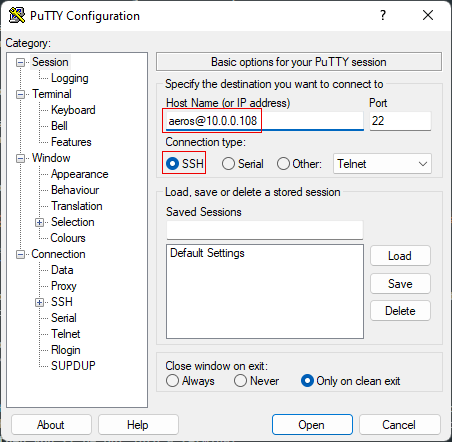 PuTTY Configuration
Category:
Session
Logging
Terminal
Keyboard
Bell
Features
Window
Appearance
Behaviour
Translation
Selection
Colours
Connection
Data
Proxy
SSH
Serial
Telnet
Rlogin
SUPDUP
Basic options for your PuTTY session
Specify the destination you want to connect to
Host Name (or IP address) Port
aeros@10.0.0.108 22
Connection type:
SSH Serial Other: Telnet
Load, save or delete a stored session
Saved Sessions
Default Settings
Load
Save
Delete
Close window on exit:
Always Never Only on clean exit
About Help Open Cancel